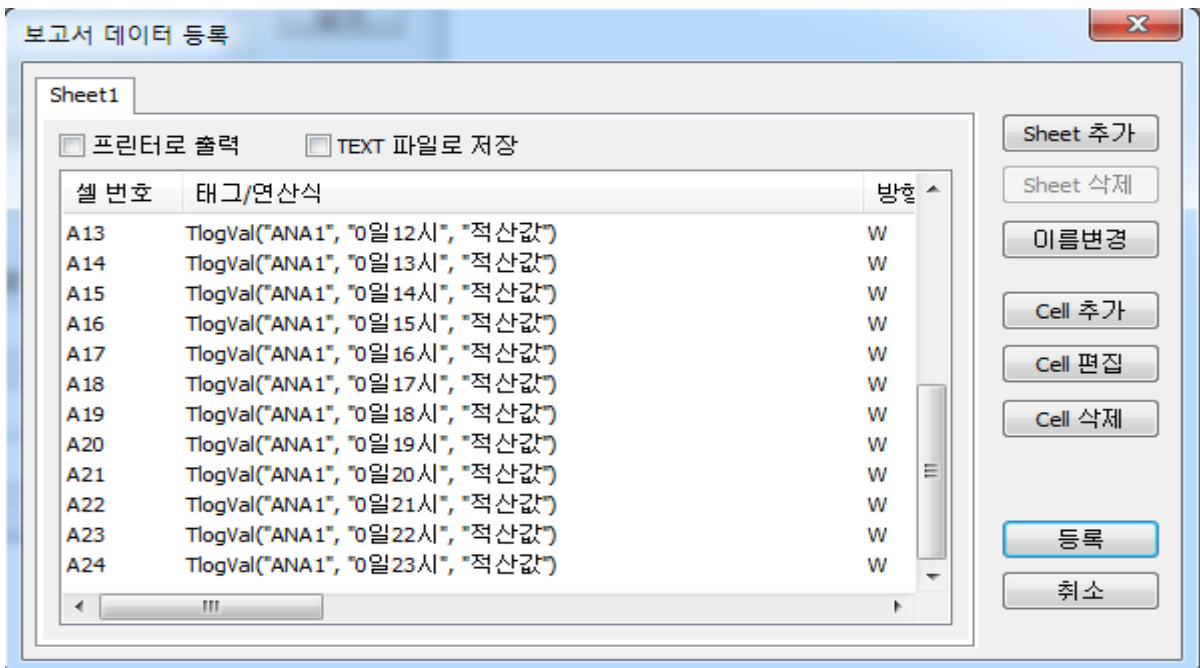 보고서 데이터 등록
Sheet1
프린터로 출력 TEXT 파일로 저장
셀 번호 태그/연산식 방향
A13 TlogVal("ANA1", "0일12시", "적산값") W
A14 TlogVal("ANA1", "0일13시", "적산값") W
A15 TlogVal("ANA1", "0일14시", "적산값") W
A16 TlogVal("ANA1", "0일15시", "적산값") W
A17 TlogVal("ANA1", "0일16시", "적산값") W
A18 TlogVal("ANA1", "0일17시", "적산값") W
A19 TlogVal("ANA1", "0일18시", "적산값") W
A20 TlogVal("ANA1", "0일19시", "적산값") W
A21 TlogVal("ANA1", "0일20시", "적산값") W
A22 TlogVal("ANA1", "0일21시", "적산값") W
A23 TlogVal("ANA1", "0일22시", "적산값") W
A24 TlogVal("ANA1", "0일23시", "적산값") W
Sheet 추가
Sheet 삭제
이름변경
Cell 추가
Cell 편집
Cell 삭제
등록
취소